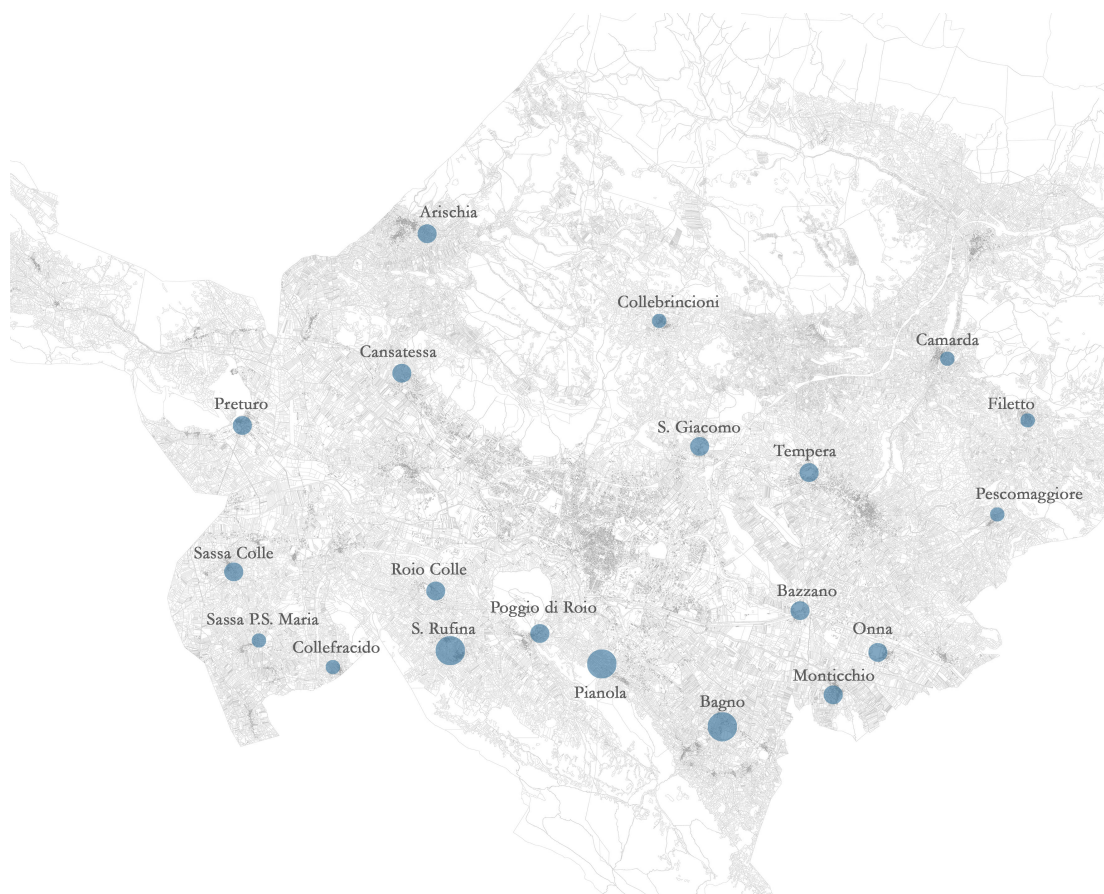 Arischia
Collebrincioni
Camarda
Cansatessa
Preturo
Filetto
S. Giacomo
Tempera
Pescomaggiore
Sassa Colle
Roio Colle
Bazzano
Poggio di Roio
Sassa P.S. Maria
S. Rufina
Onna
Collefracido
Monticchio
Pianola
Bagno